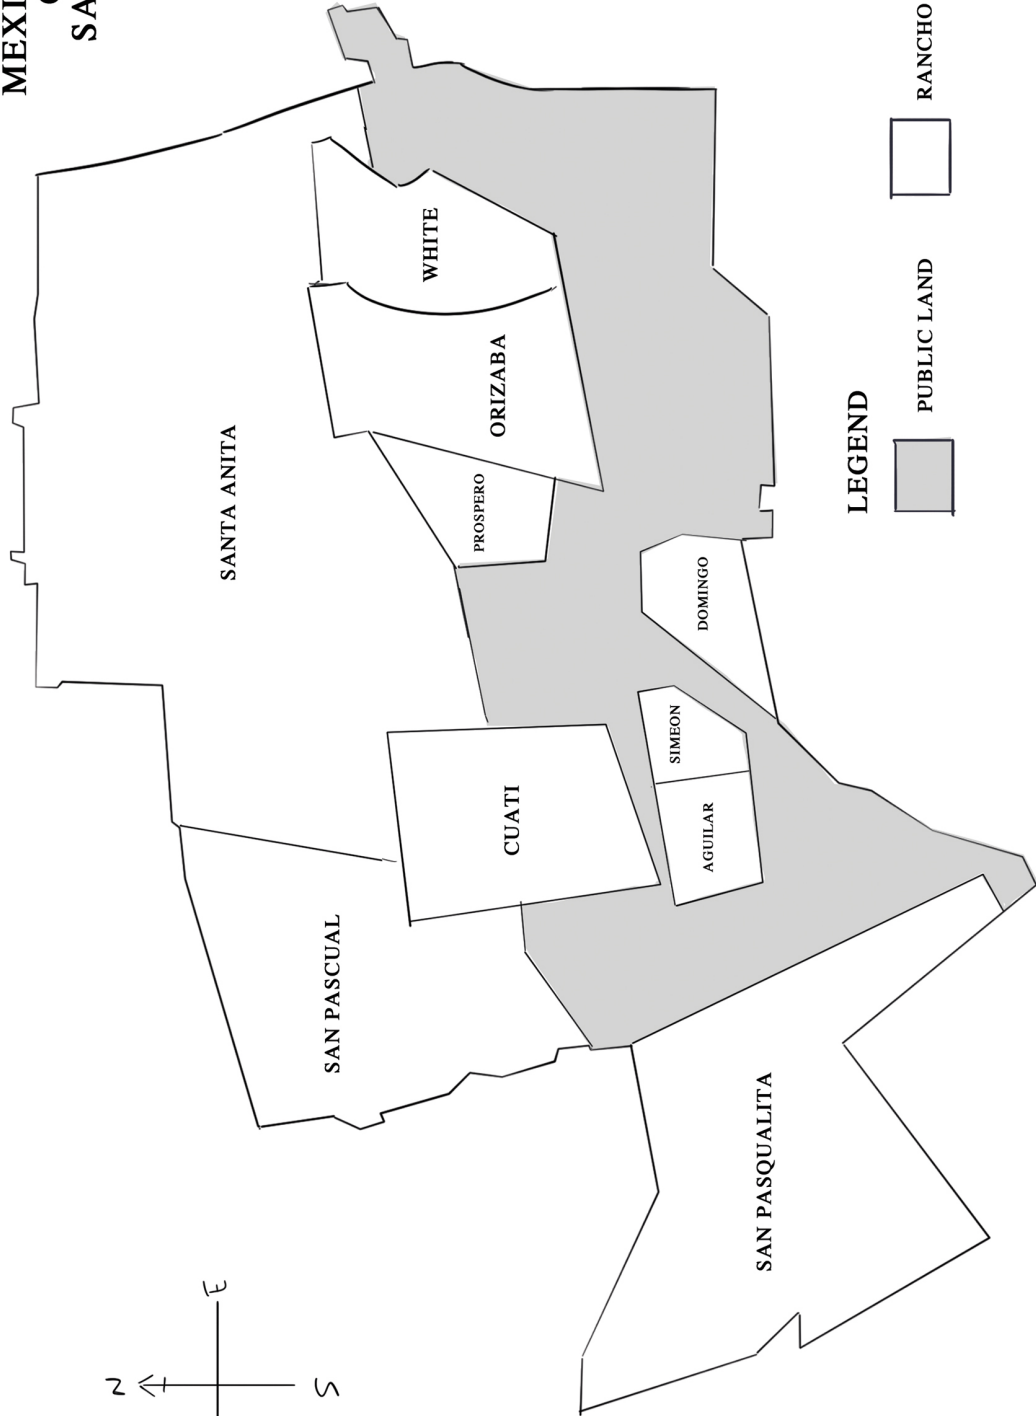 MEXI
SA
SANTA ANITA
WHITE
ORIZABA
PROSPERO
DOMINGO
SIMEON
AGUILAR
CUATI
SAN PASCUAL
SAN PASQUALITA
LEGEND
PUBLIC LAND
RANCHO
N
E
S